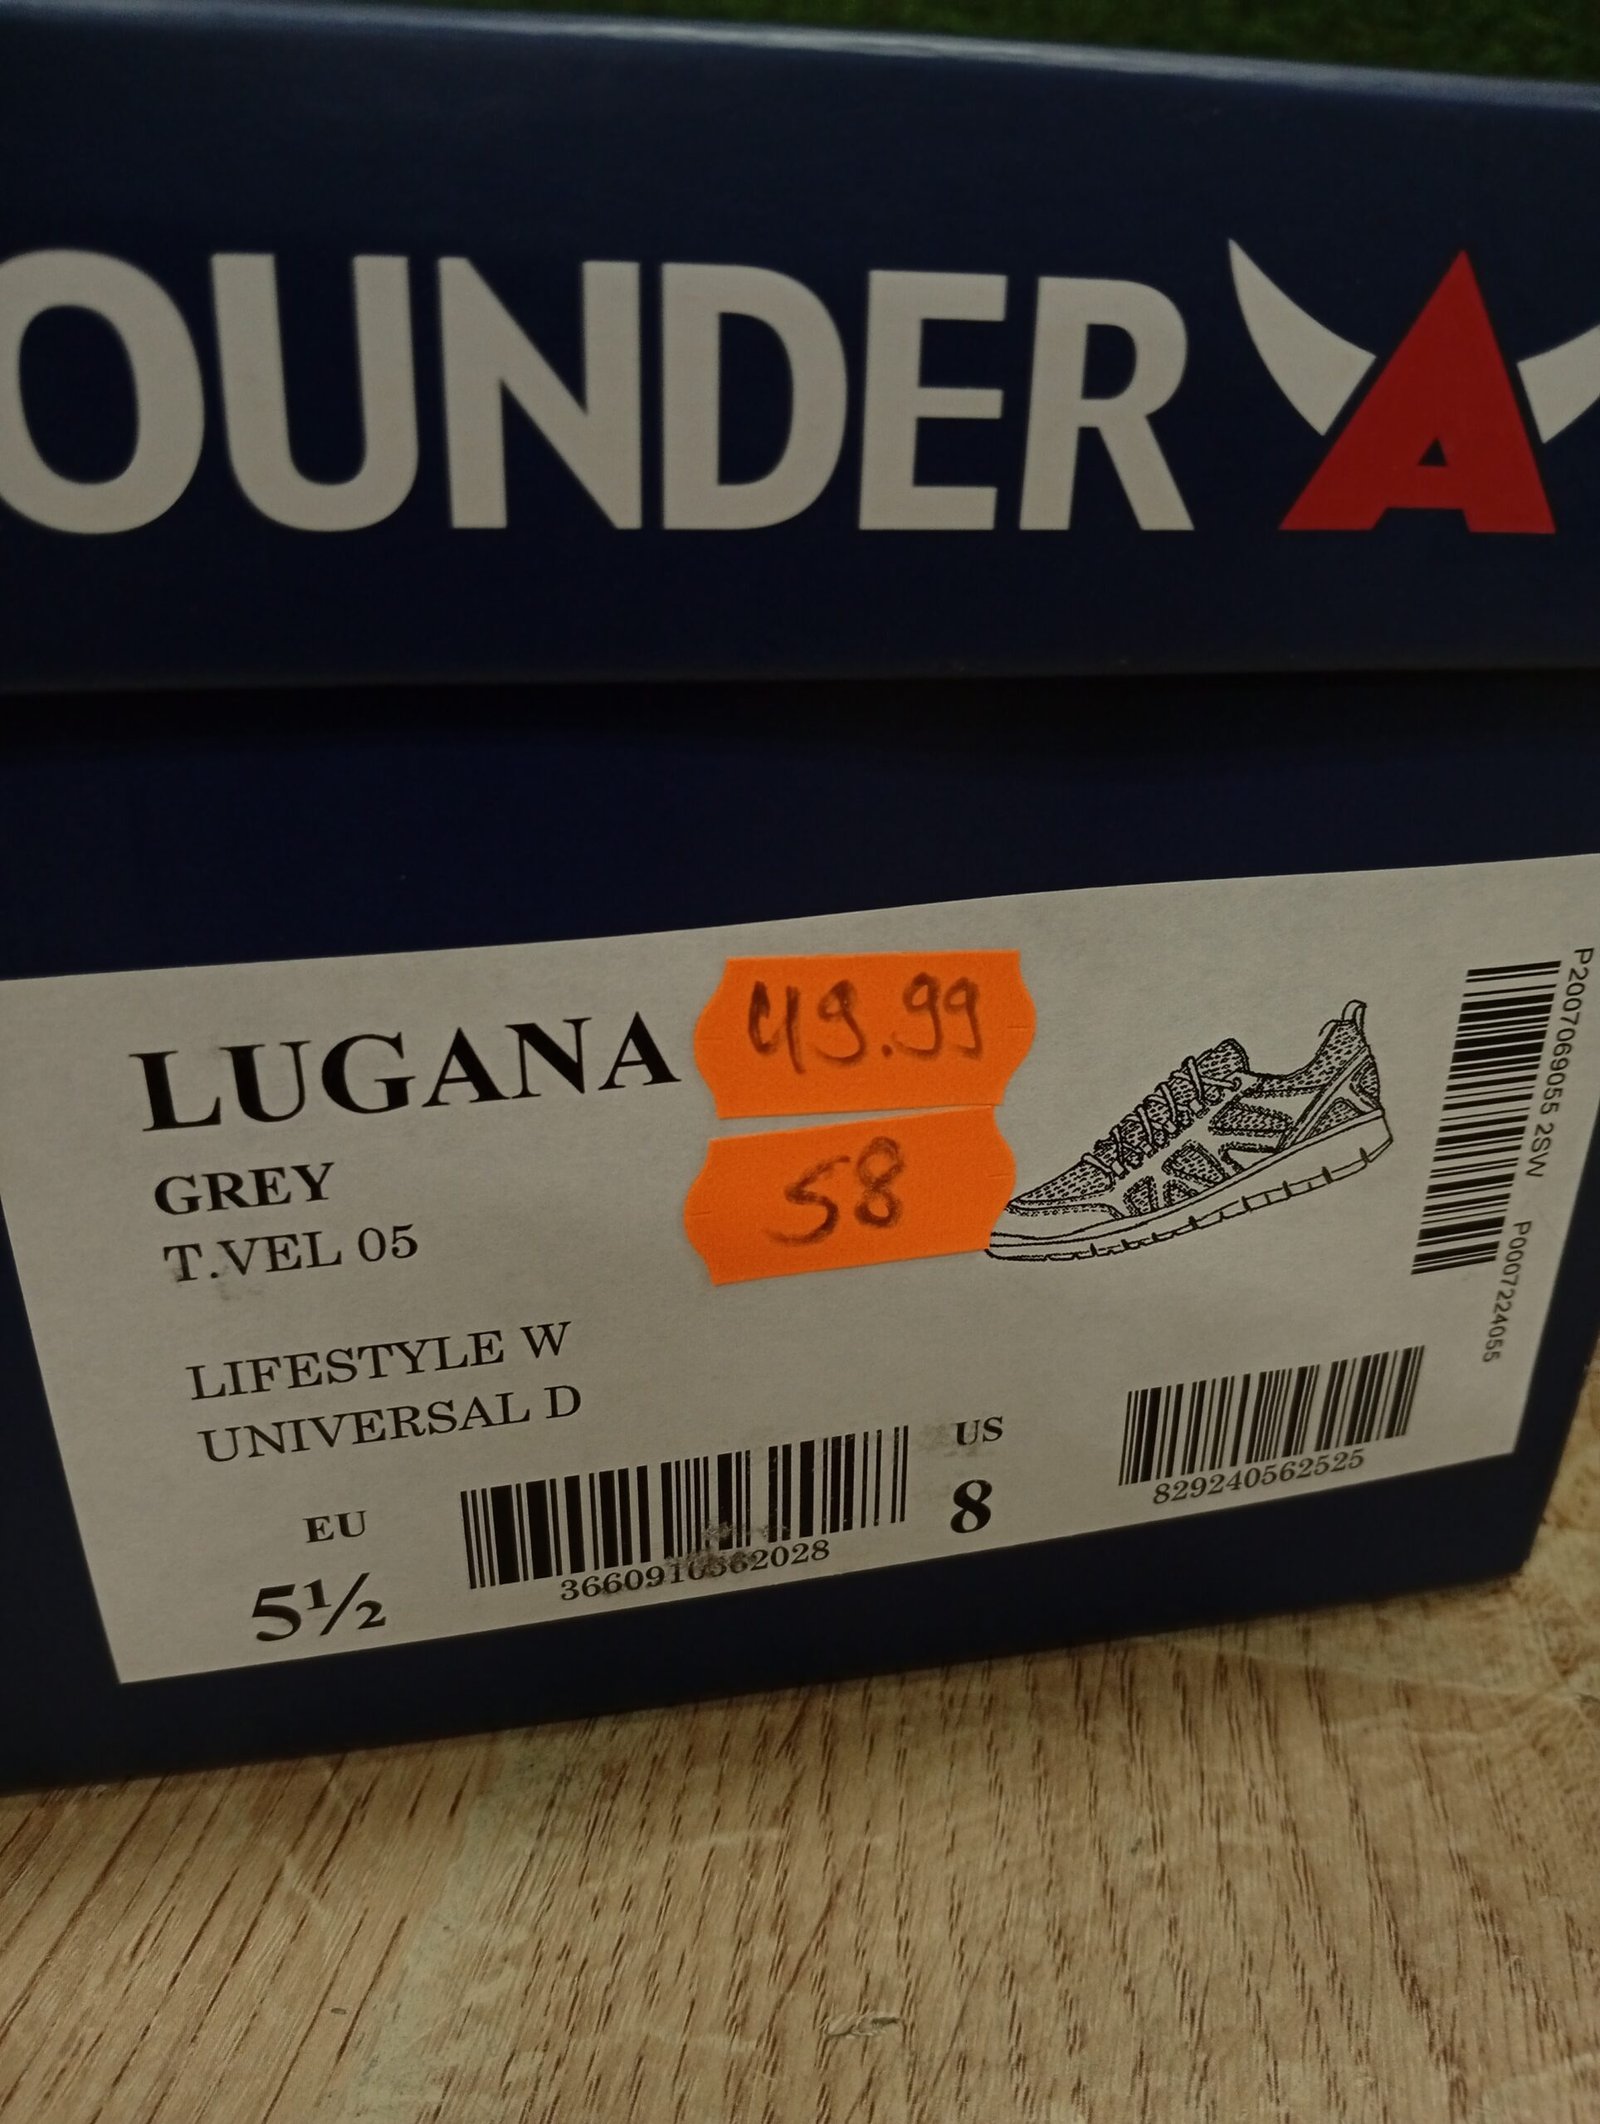 OUNDER
LUGANA
49.99
58
GREY
T.VEL 05
LIFESTYLE W
UNIVERSAL D
EU
5½
US
8
829240562525
P2007069055 2SW
P0007224055